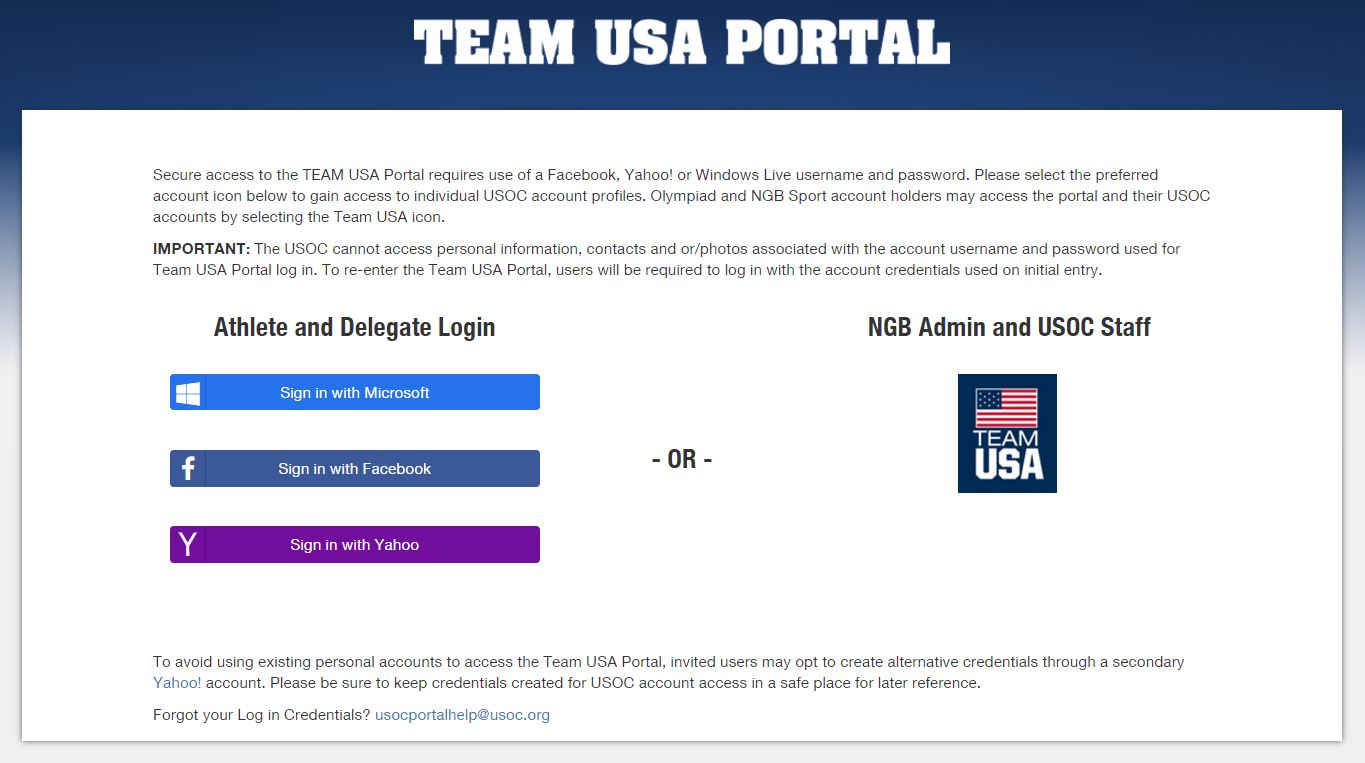 TEAM USA PORTAL
Secure access to the TEAM USA Portal requires use of a Facebook, Yahoo! or Windows Live username and password. Please select the preferred
account icon below to gain access to individual USOC account profiles. Olympiad and NGB Sport account holders may access the portal and their USOC
accounts by selecting the Team USA icon.
IMPORTANT: The USOC cannot access personal information, contacts and or/photos associated with the account username and password used for
Team USA Portal log in. To re-enter the Team USA Portal, users will be required to log in with the account credentials used on initial entry.
Athlete and Delegate Login
Sign in with Microsoft
f
Sign in with Facebook
Y
Sign in with Yahoo
- OR -
NGB Admin and USOC Staff
TEAM
USA
To avoid using existing personal accounts to access the Team USA Portal, invited users may opt to create alternative credentials through a secondary
Yahoo! account. Please be sure to keep credentials created for USOC account access in a safe place for later reference.
Forgot your Log in Credentials? usocportalhelp@usoc.org